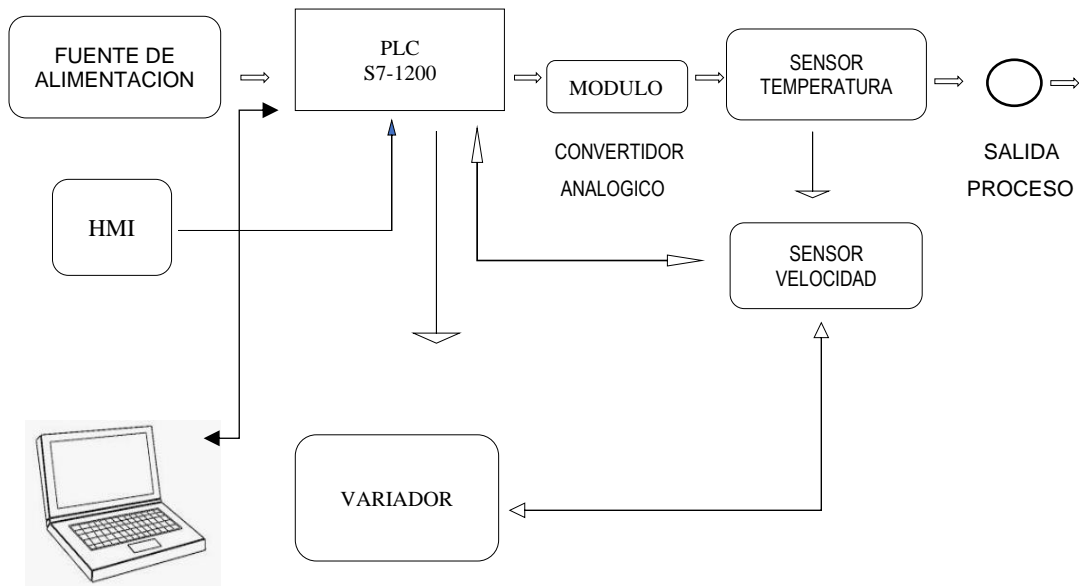 FUENTE DE
ALIMENTACION
PLC
S7-1200
MODULO
CONVERTIDOR
ANALOGICO
SENSOR
TEMPERATURA
SALIDA
PROCESO
HMI
SENSOR
VELOCIDAD
VARIADOR